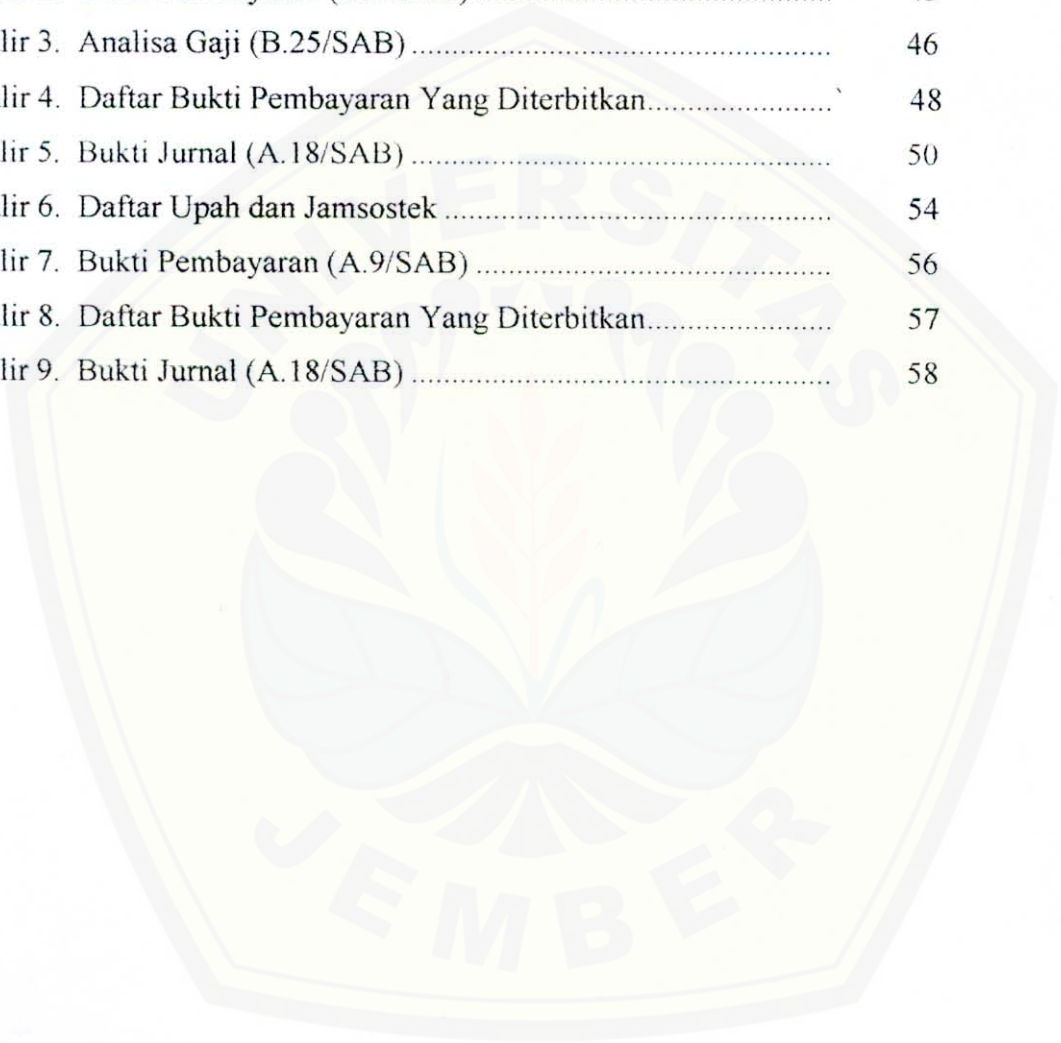 lir 3. Analisa Gaji (B.25/SAB) ........................................................ 46
lir 4. Daftar Bukti Pembayaran Yang Diterbitkan....................... 48
lir 5. Bukti Jurnal (A.18/SAB) ........................................................ 50
lir 6. Daftar Upah dan Jamsostek .................................................. 54
lir 7. Bukti Pembayaran (A.9/SAB) .............................................. 56
lir 8. Daftar Bukti Pembayaran Yang Diterbitkan....................... 57
lir 9. Bukti Jurnal (A.18/SAB) ........................................................ 58
UNIVERSITAS
JEMBER